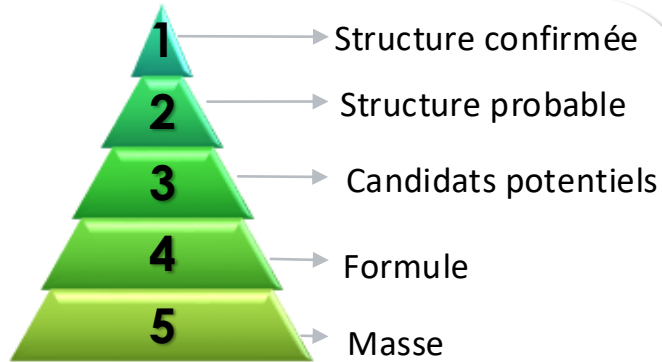 1 Structure confirmée
2 Structure probable
3 Candidats potentiels
4 Formule
5 Masse